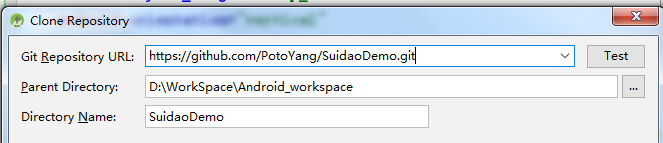 Clone Repository
Git Repository URL: https://github.com/PotoYang/SuidaoDemo.git Test
Parent Directory: D:\WorkSpace\Android_workspace ...
Directory Name: SuidaoDemo